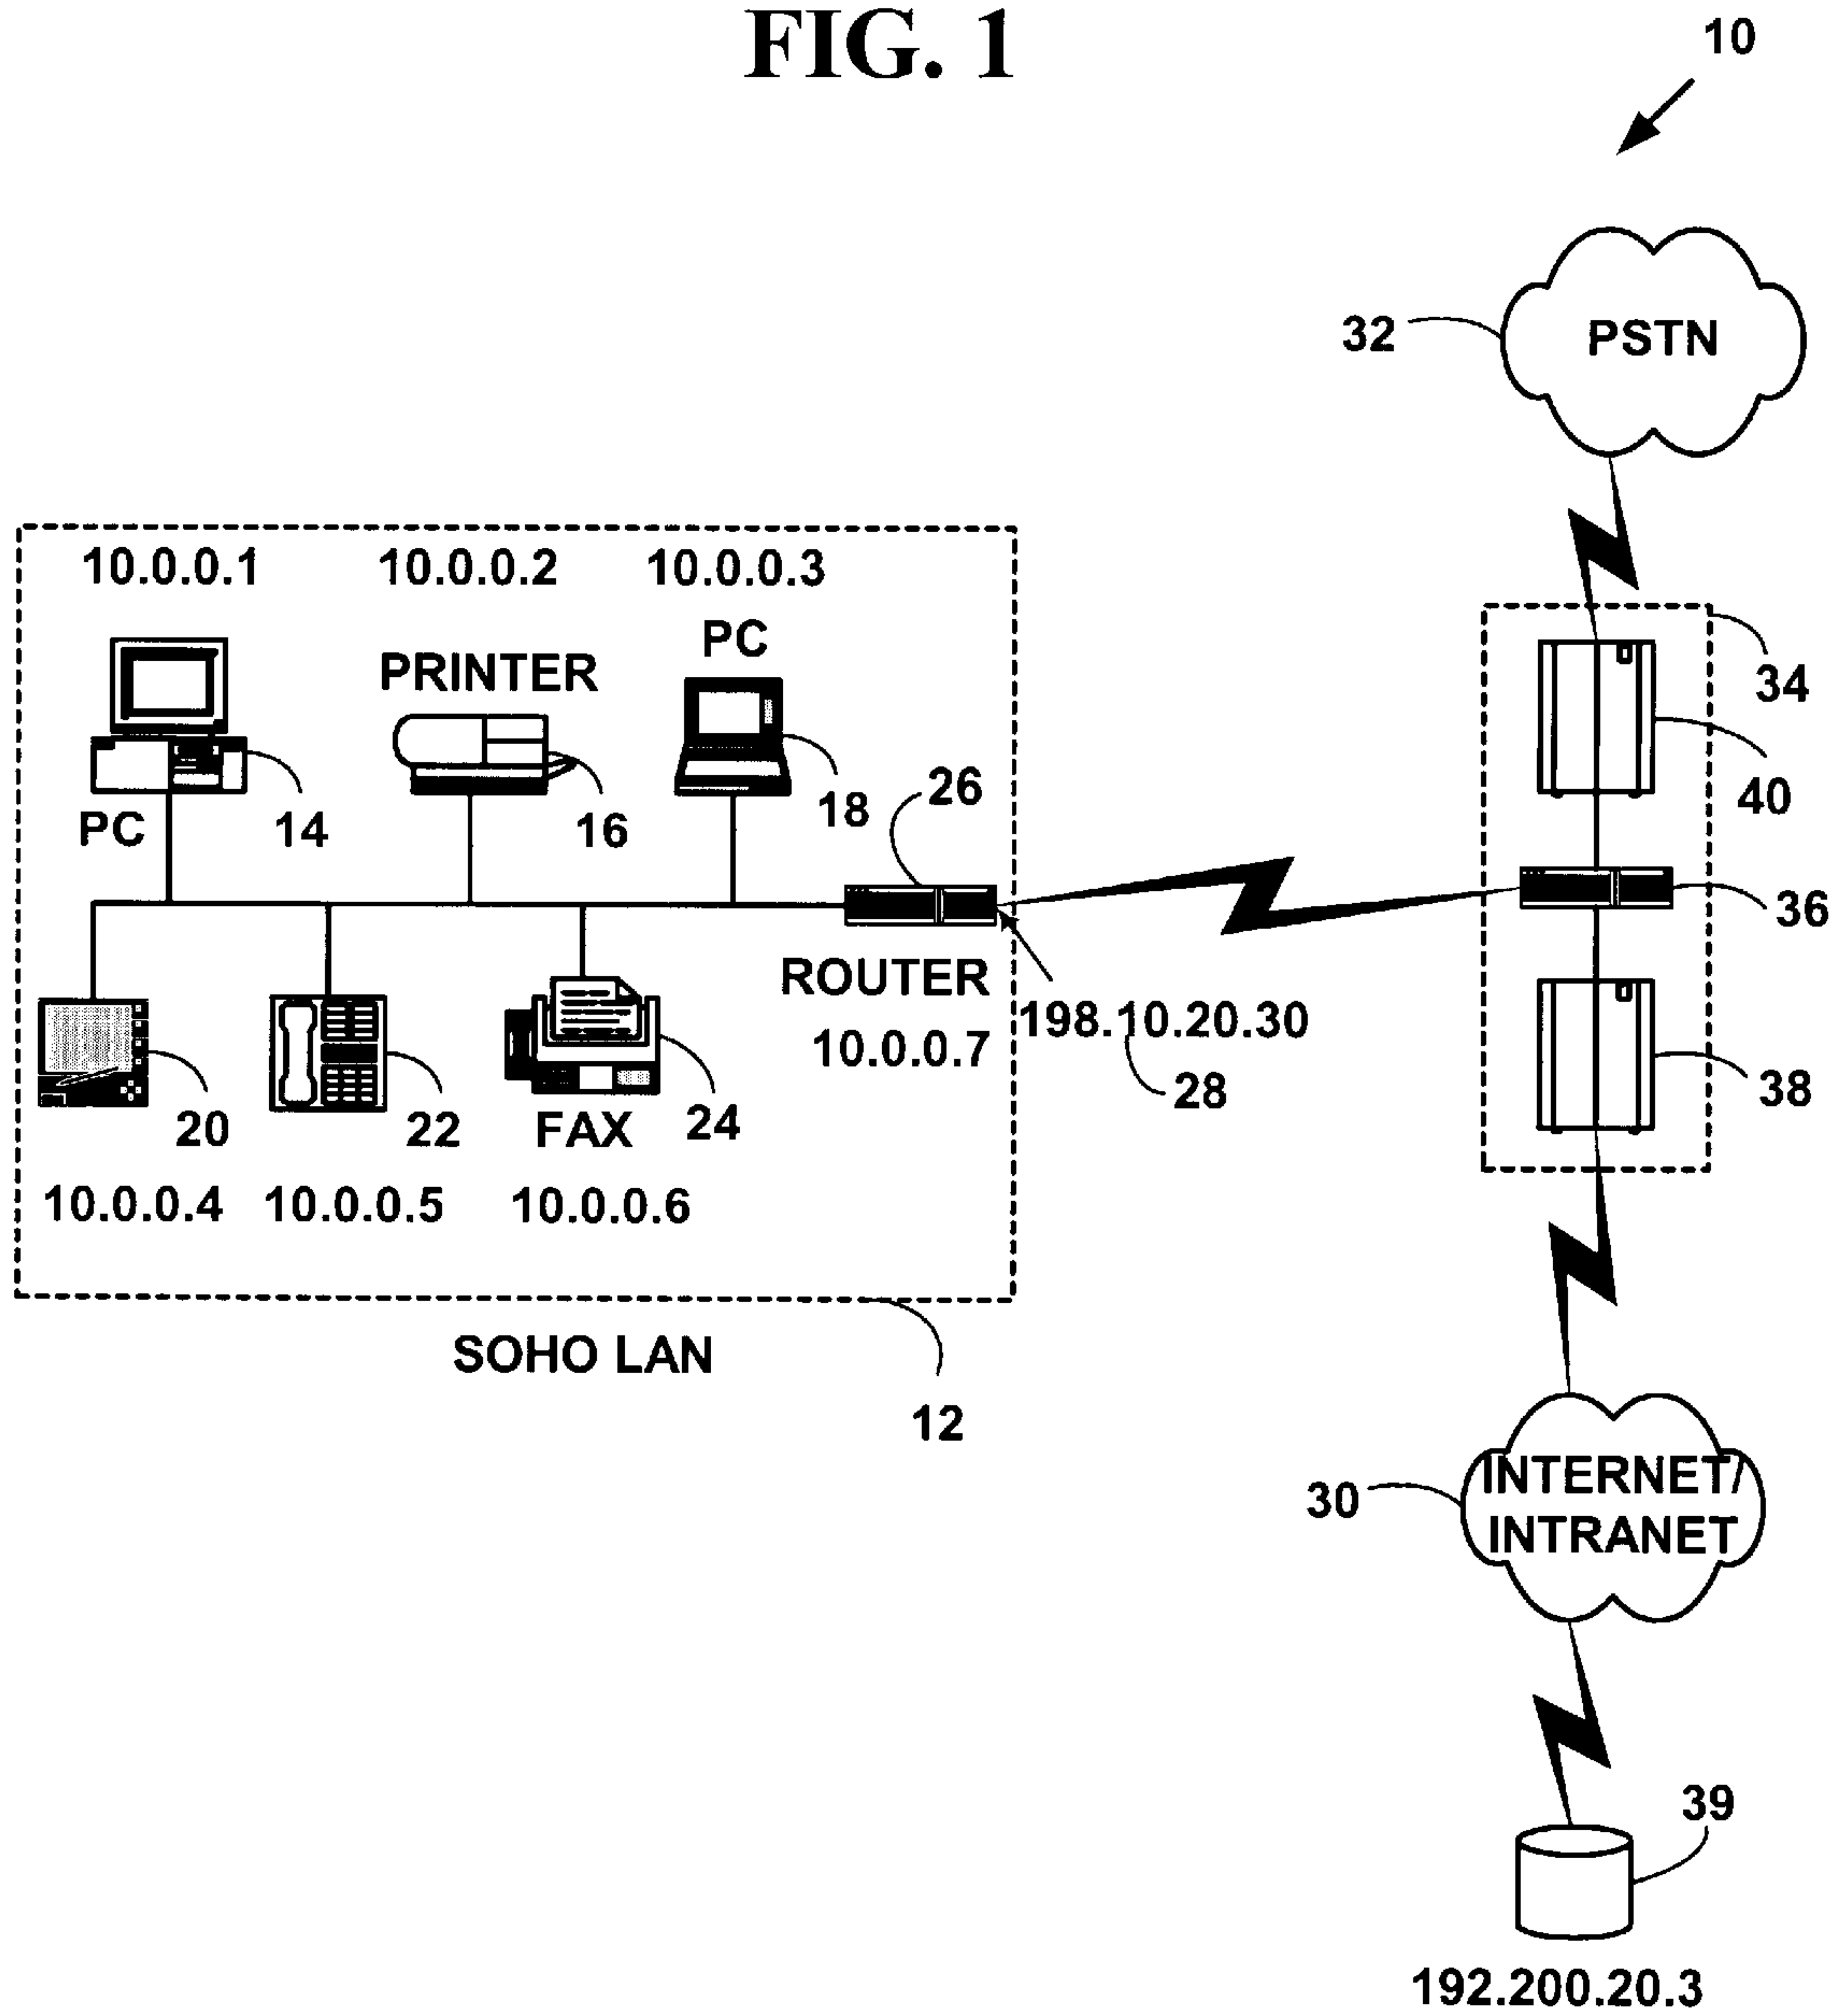 FIG. 1
10
32
PSTN
10.0.0.1
10.0.0.2
10.0.0.3
PC
PRINTER
34
26
40
PC
14
16
18
36
ROUTER
198.10.20.30
10.0.0.7
28
38
20
22
FAX
24
10.0.0.4
10.0.0.5
10.0.0.6
SOHO LAN
12
30
INTERNET/
INTRANET
39
192.200.20.3